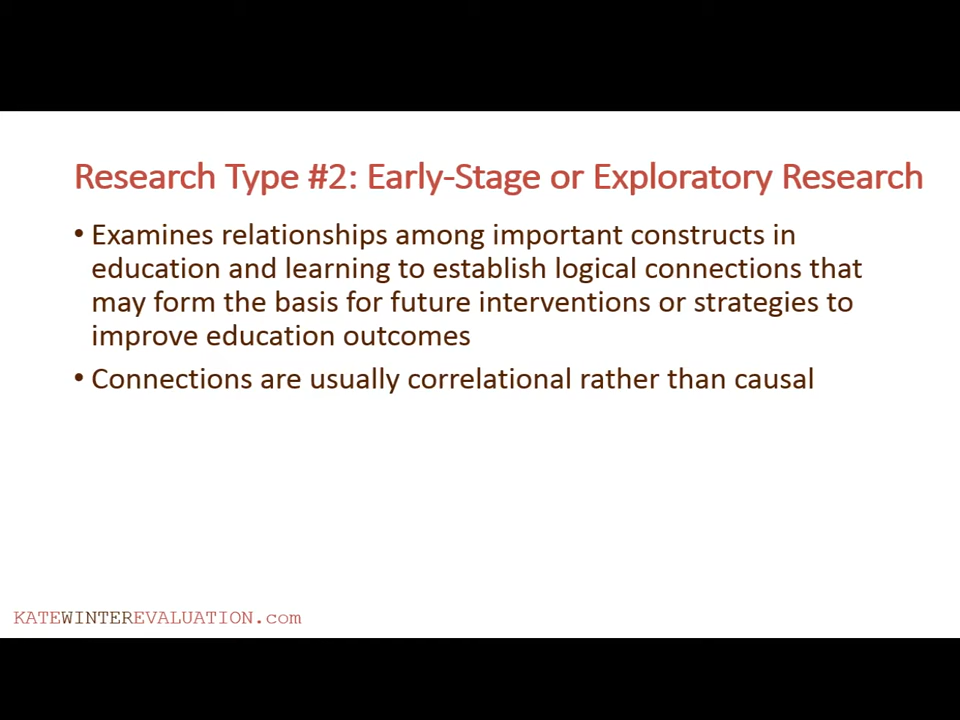 Research Type #2: Early-Stage or Exploratory Research
• Examines relationships among important constructs in
education and learning to establish logical connections that
may form the basis for future interventions or strategies to
improve education outcomes
• Connections are usually correlational rather than causal
KATEWINTEREVALUATION.com